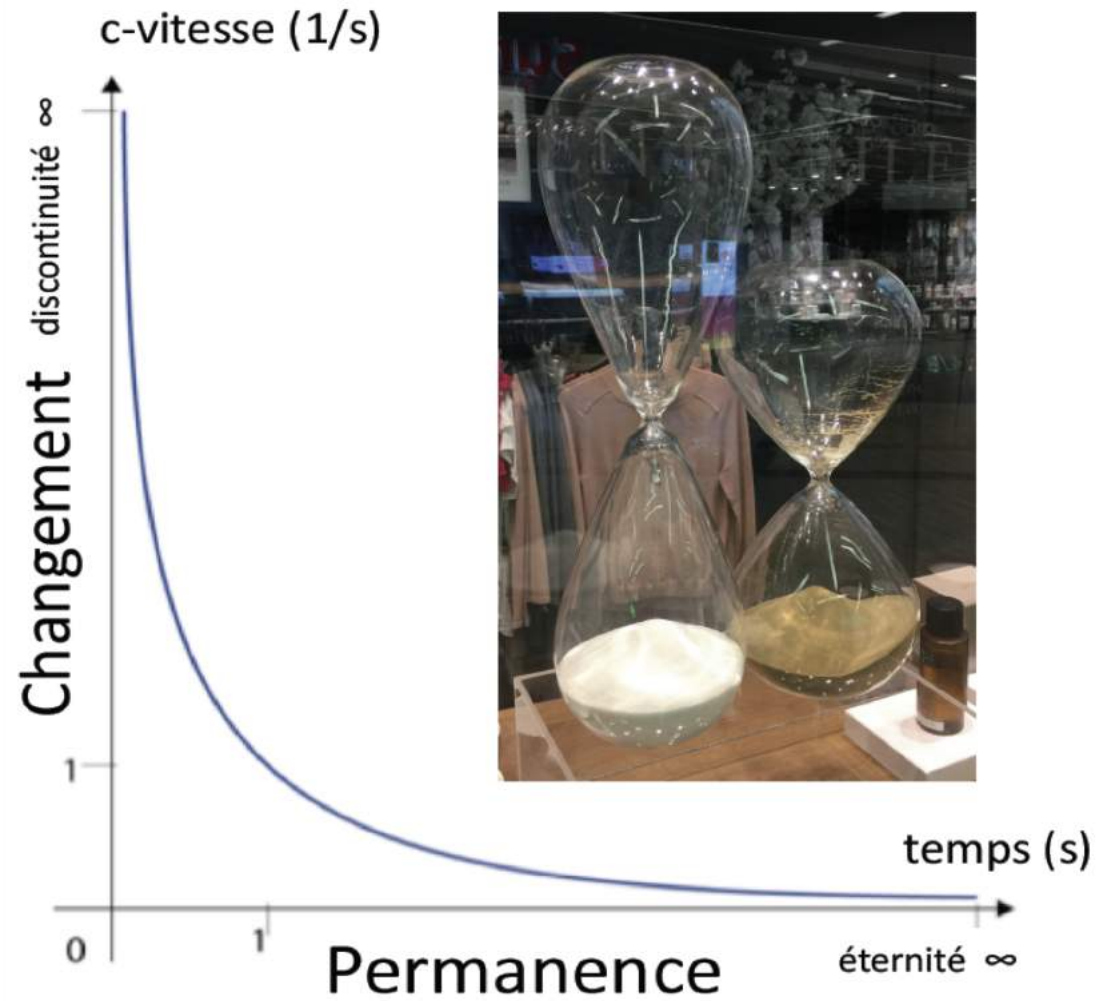 c-vitesse (1/s)
discontinuité ∞
Changement
1
temps (s)
0
1
Permanence
éternité ∞